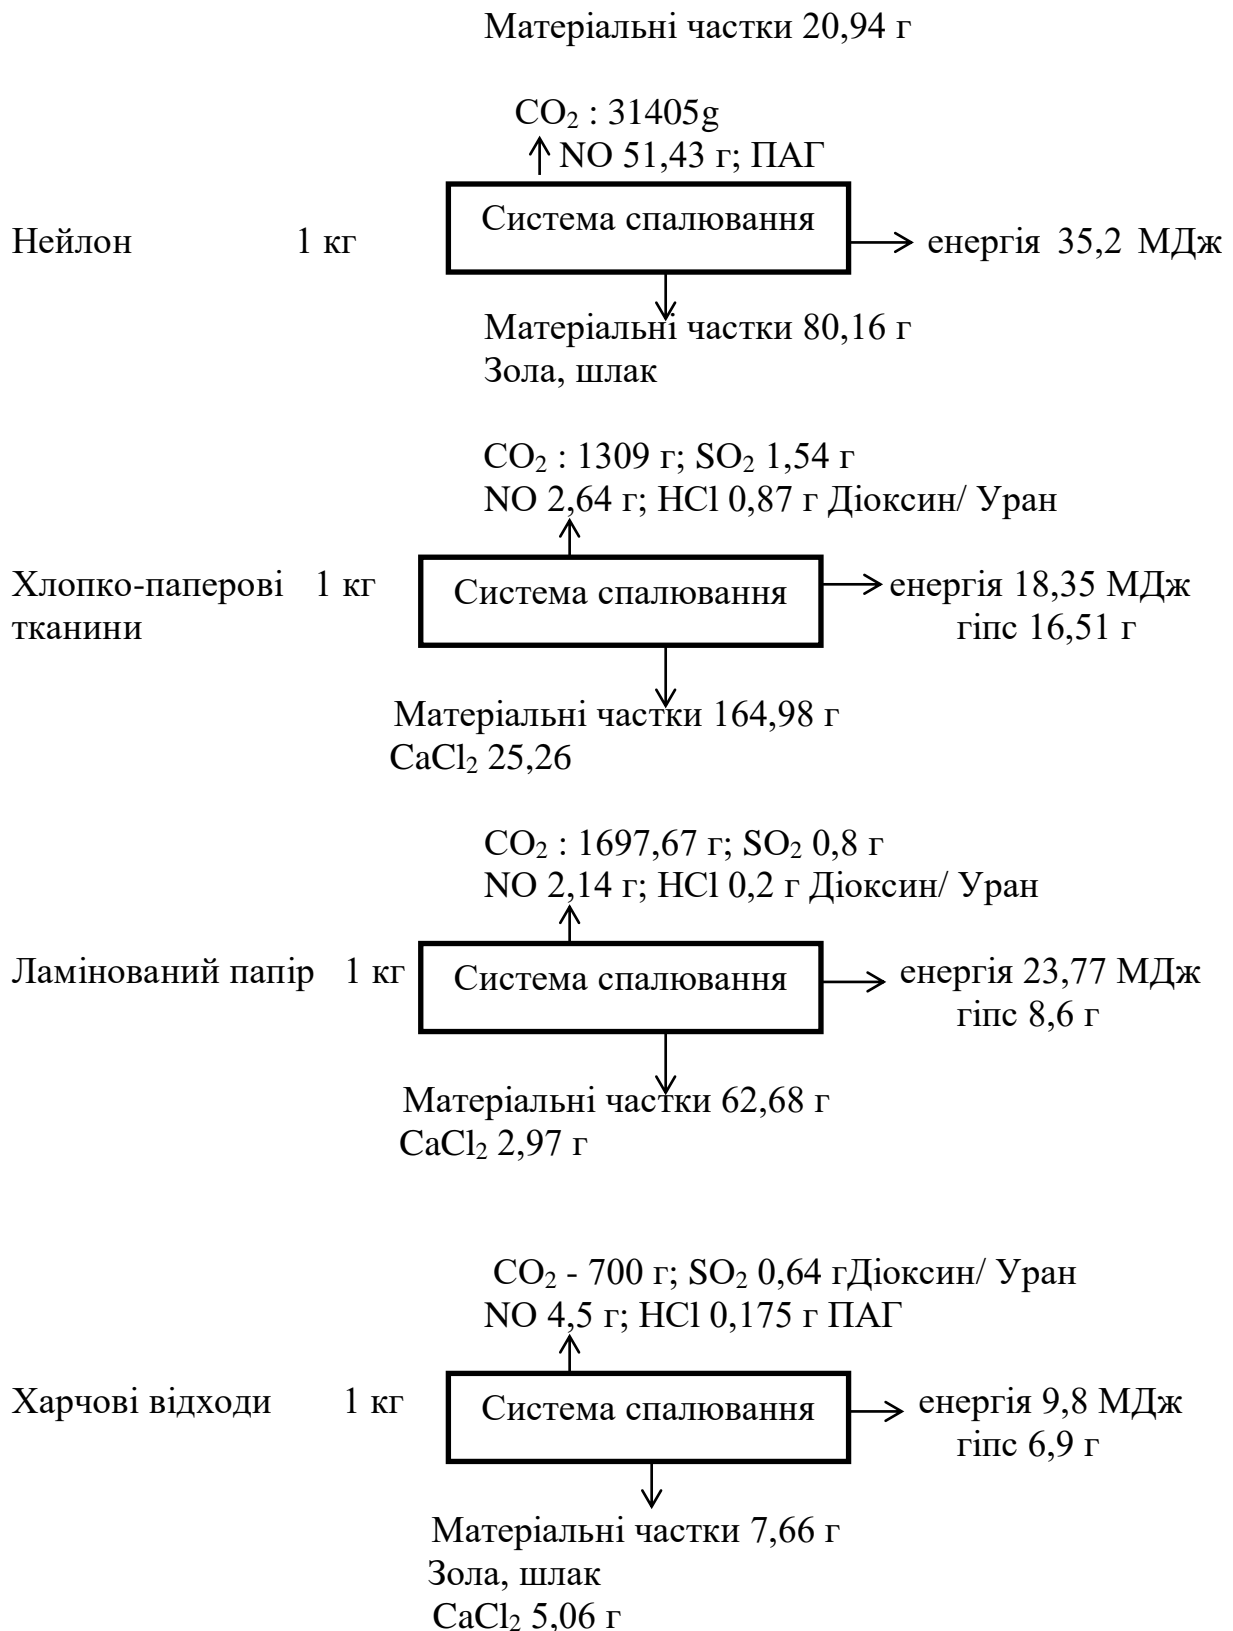 Матеріальні частки 20,94 г
CO₂ : 31405g
NO 51,43 г; ПАГ
Система спалювання
Нейлон 1 кг
енергія 35,2 МДж
Матеріальні частки 80,16 г
Зола, шлак
CO₂ : 1309 г; SO₂ 1,54 г
NO 2,64 г; HCl 0,87 г Діоксин/ Уран
Хлопко-паперові 1 кг
тканини
Система спалювання
енергія 18,35 МДж
гіпс 16,51 г
Матеріальні частки 164,98 г
CaCl₂ 25,26
CO₂ : 1697,67 г; SO₂ 0,8 г
NO 2,14 г; HCl 0,2 г Діоксин/ Уран
Ламінований папір 1 кг
Система спалювання
енергія 23,77 МДж
гіпс 8,6 г
Матеріальні частки 62,68 г
CaCl₂ 2,97 г
CO₂ - 700 г; SO₂ 0,64 гДіоксин/ Уран
NO 4,5 г; HCl 0,175 г ПАГ
Харчові відходи 1 кг
Система спалювання
енергія 9,8 МДж
гіпс 6,9 г
Матеріальні частки 7,66 г
Зола, шлак
CaCl₂ 5,06 г